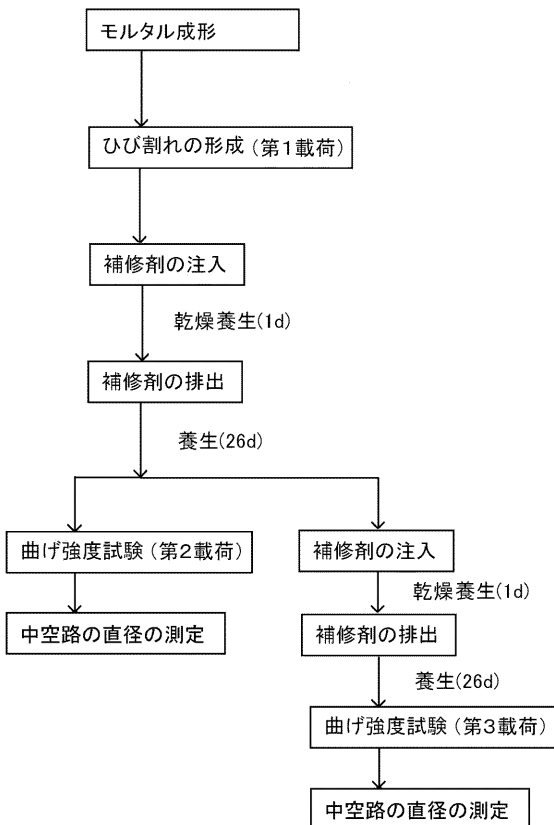 モルタル成形
ひび割れの形成(第1載荷)
補修剤の注入
乾燥養生(1d)
補修剤の排出
養生(26d)
曲げ強度試験(第2載荷)
中空路の直径の測定
補修剤の注入
乾燥養生(1d)
補修剤の排出
養生(26d)
曲げ強度試験(第3載荷)
中空路の直径の測定